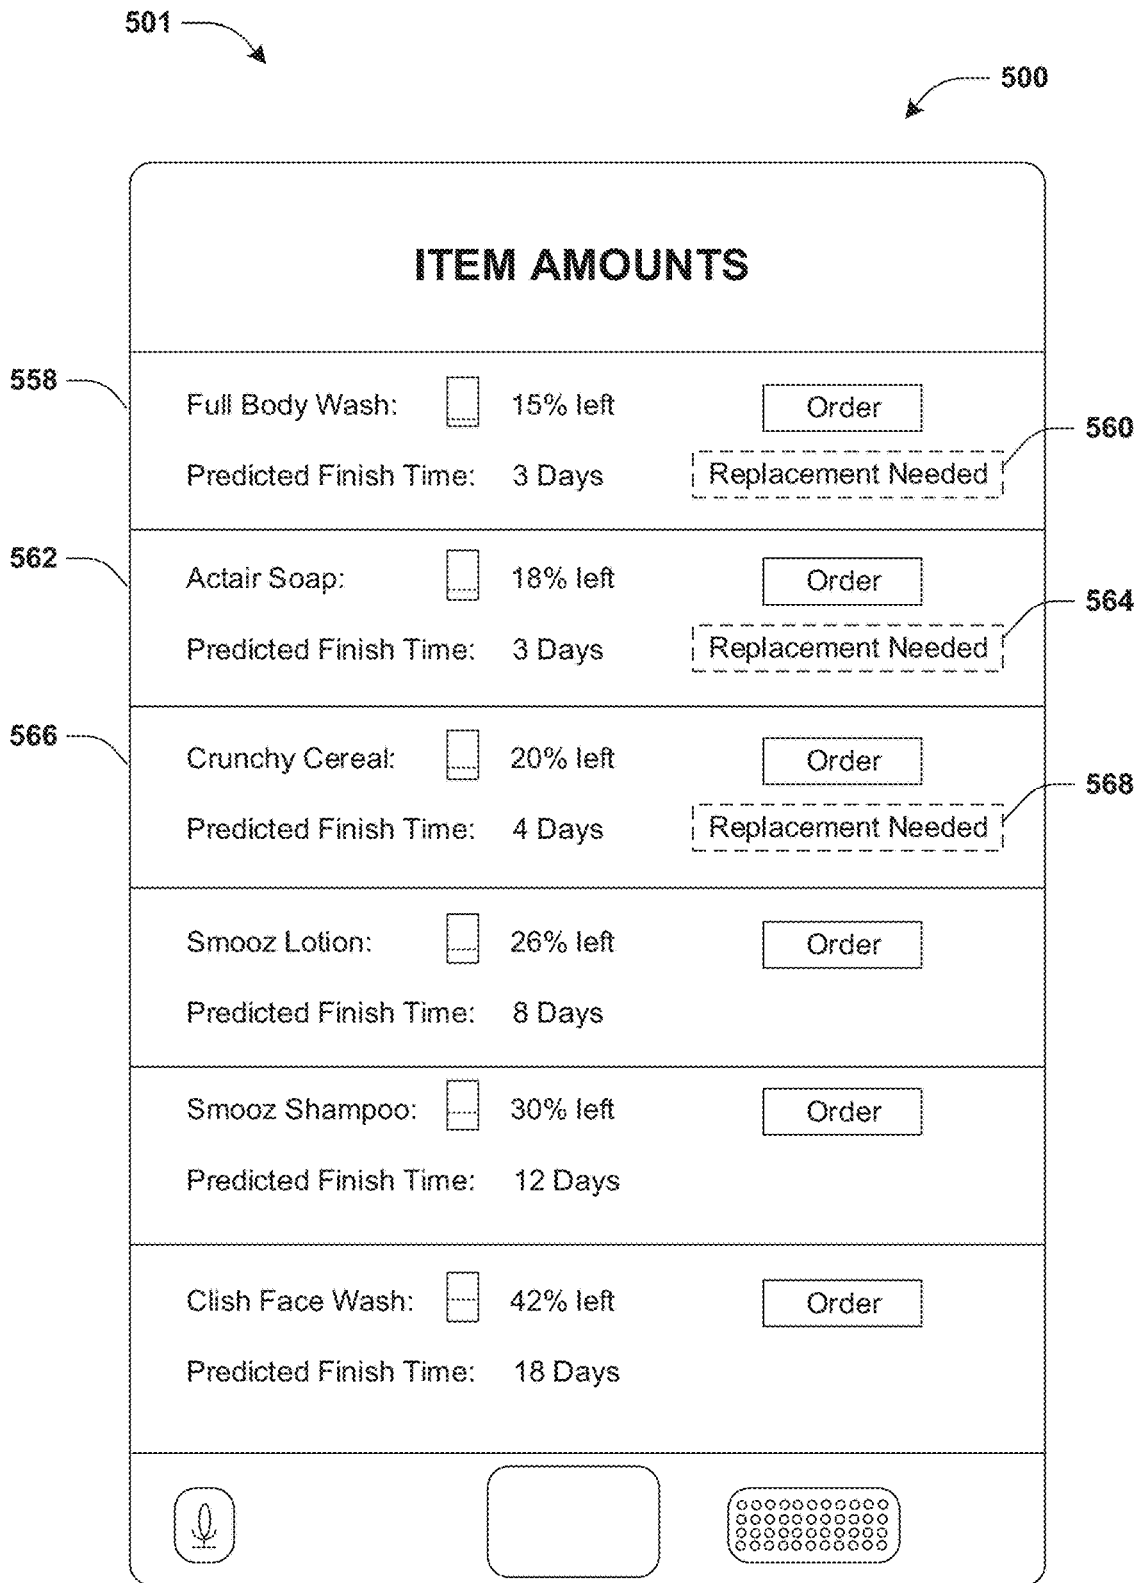 501
500
ITEM AMOUNTS
558
Full Body Wash: 15% left Order
560
Predicted Finish Time: 3 Days Replacement Needed
562
Actair Soap: 18% left Order
564
Predicted Finish Time: 3 Days Replacement Needed
566
Crunchy Cereal: 20% left Order
568
Predicted Finish Time: 4 Days Replacement Needed
Smooz Lotion: 26% left Order
Predicted Finish Time: 8 Days
Smooz Shampoo: 30% left Order
Predicted Finish Time: 12 Days
Clish Face Wash: 42% left Order
Predicted Finish Time: 18 Days